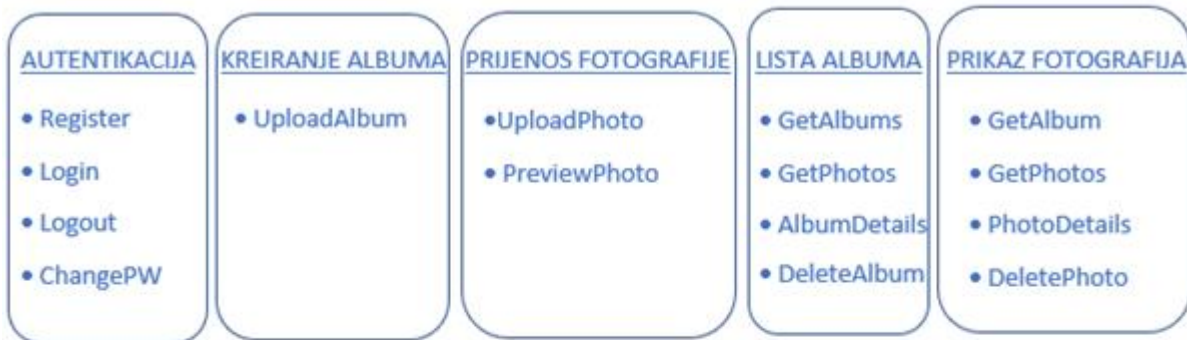 AUTENTIKACIJA
• Register
• Login
• Logout
• ChangePW
KREIRANJE ALBUMA
• UploadAlbum
PRIJENOS FOTOGRAFIJE
•UploadPhoto
• PreviewPhoto
LISTA ALBUMA
• GetAlbums
• GetPhotos
• AlbumDetails
• DeleteAlbum
PRIKAZ FOTOGRAFIJA
• GetAlbum
• GetPhotos
• PhotoDetails
• DeletePhoto